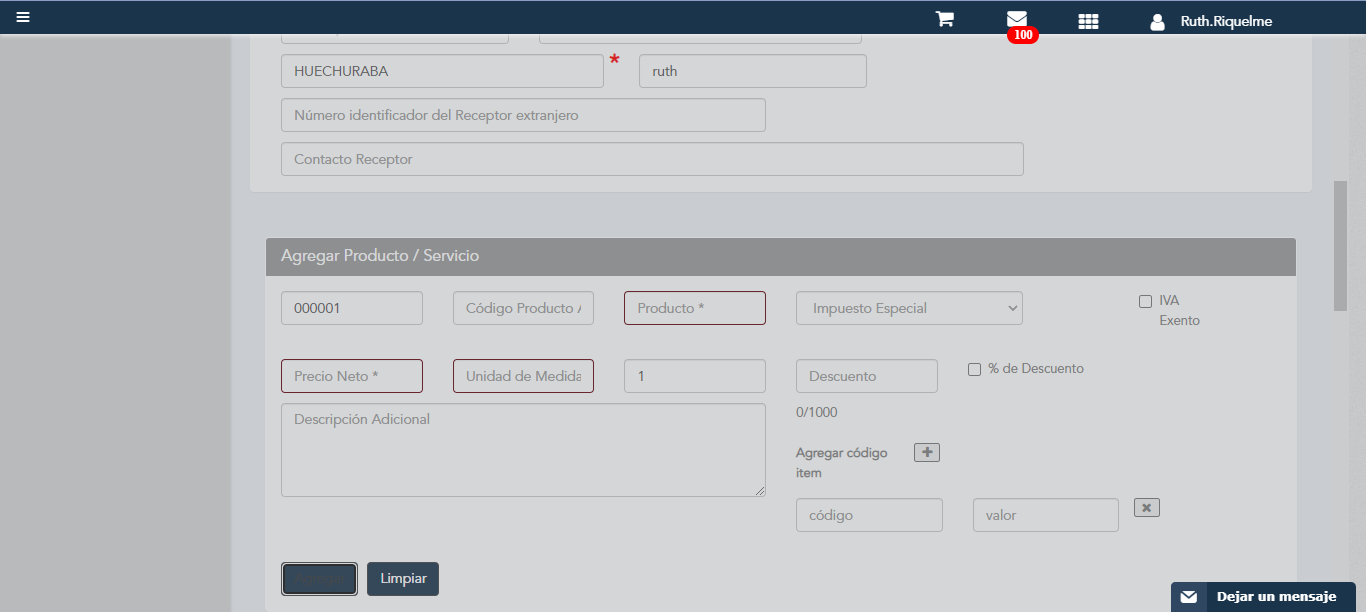 100
Ruth.Riquelme
HUECHURABA * ruth
Número identificador del Receptor extranjero
Contacto Receptor
Agregar Producto / Servicio
000001 Código Producto Producto * Impuesto Especial IVA
Exento
Precio Neto * Unidad de Medida 1 Descuento % de Descuento
Descripción Adicional 0/1000
Agregar código
item
código valor
Limpiar
Dejar un mensaje